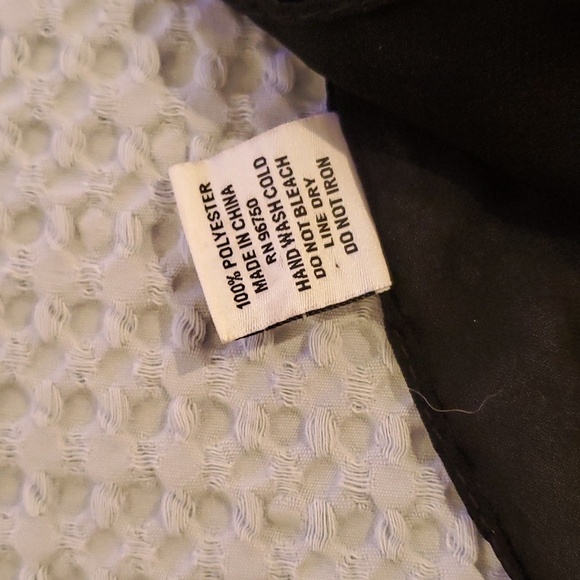 100% POLYESTER
MADE IN CHINA
RN 96750
HAND WASH COLD
DO NOT BLEACH
LINE DRY
DO NOT IRON